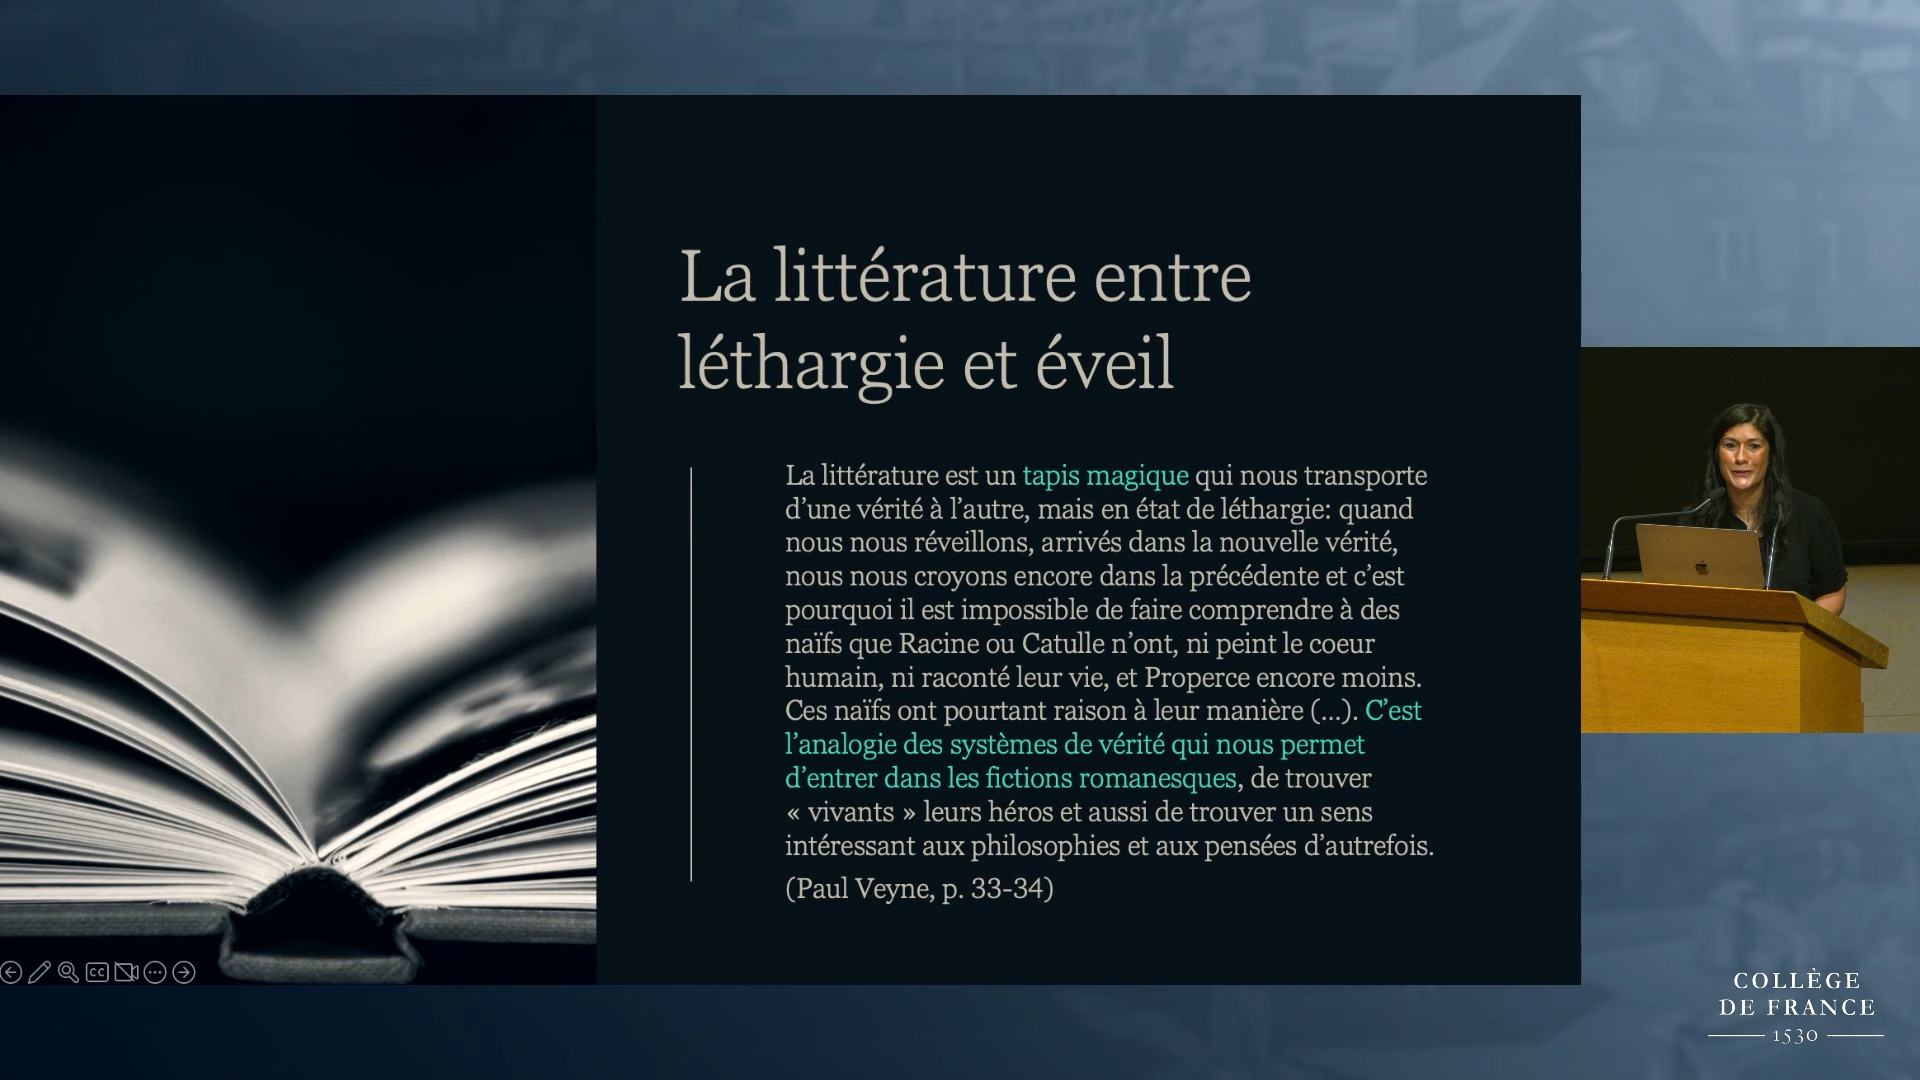 La littérature entre
léthargie et éveil
La littérature est un tapis magique qui nous transporte
d’une vérité à l’autre, mais en état de léthargie: quand
nous nous réveillons, arrivés dans la nouvelle vérité,
nous nous croyons encore dans la précédente et c’est
pourquoi il est impossible de faire comprendre à des
naïfs que Racine ou Catulle n’ont, ni peint le coeur
humain, ni raconté leur vie, et Properce encore moins.
Ces naïfs ont pourtant raison à leur manière (…). C’est
l’analogie des systèmes de vérité qui nous permet
d’entrer dans les fictions romanesques, de trouver
« vivants » leurs héros et aussi de trouver un sens
intéressant aux philosophies et aux pensées d’autrefois.
(Paul Veyne, p. 33-34)
CC
COLLÈGE
DE FRANCE
1530